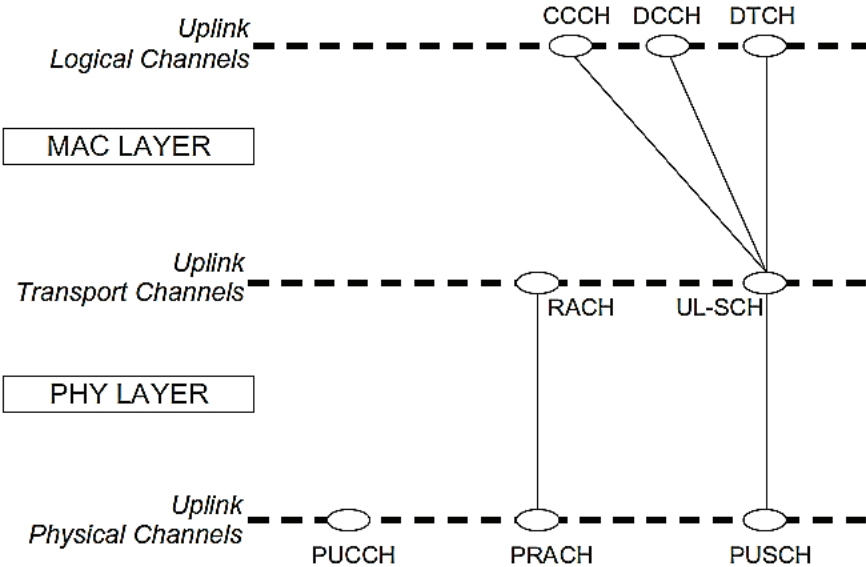 CCCH DCCH DTCH
Uplink
Logical Channels
MAC LAYER
Uplink
Transport Channels
RACH UL-SCH
PHY LAYER
Uplink
Physical Channels
PUCCH PRACH PUSCH